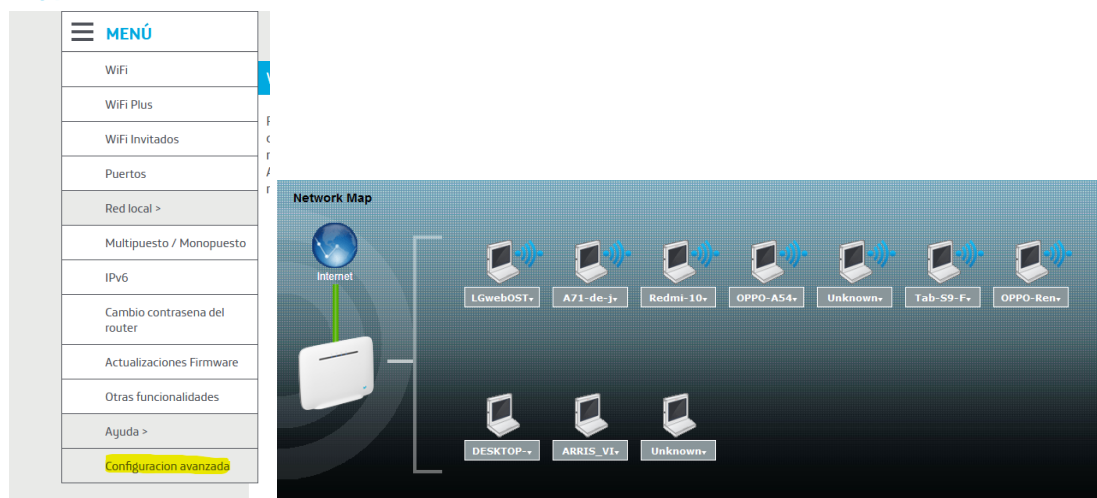 MENÚ
WiFi
WiFi Plus
WiFi Invitados
Puertos
Red local >
Multipuesto / Monopuesto
IPv6
Cambio contrasena del
router
Actualizaciones Firmware
Otras funcionalidades
Ayuda >
Configuracion avanzada
Network Map
Internet
LGwebOST
A71-de-j
Redmi-10
OPPO-A54
Unknown
Tab-S9-F
OPPO-Ren
DESKTOP-
ARRIS_VI
Unknown